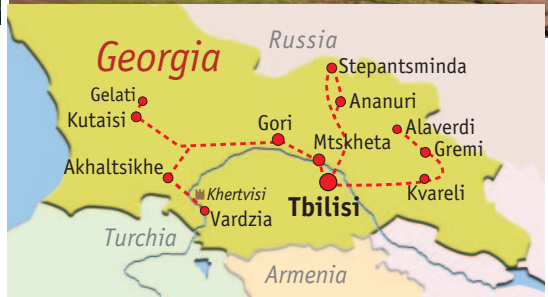 Russia
Georgia
Stepantsminda
Gelati
Ananuri
Kutaisi
Gori
Alaverdi
Mtskheta
Gremi
Akhaltsikhe
Khertvisi
Kvareli
Tbilisi
Vardzia
Turchia
Armenia